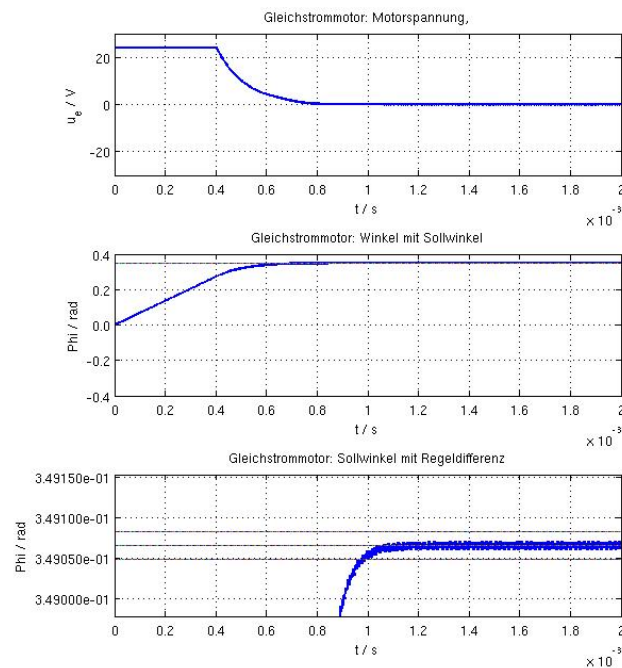 Gleichstrommotor: Motorspannung,
20
0
-20
u_e / V
0 0.2 0.4 0.6 0.8 1 1.2 1.4 1.6 1.8 2
t / s
× 10⁻³
Gleichstrommotor: Winkel mit Sollwinkel
0.4
0.2
0.0
-0.2
-0.4
Phi / rad
0 0.2 0.4 0.6 0.8 1 1.2 1.4 1.6 1.8 2
t / s
× 10⁻³
Gleichstrommotor: Sollwinkel mit Regeldifferenz
3.49150e-01
3.49100e-01
3.49050e-01
3.49000e-01
Phi / rad
0 0.2 0.4 0.6 0.8 1 1.2 1.4 1.6 1.8 2
t / s
× 10⁻³